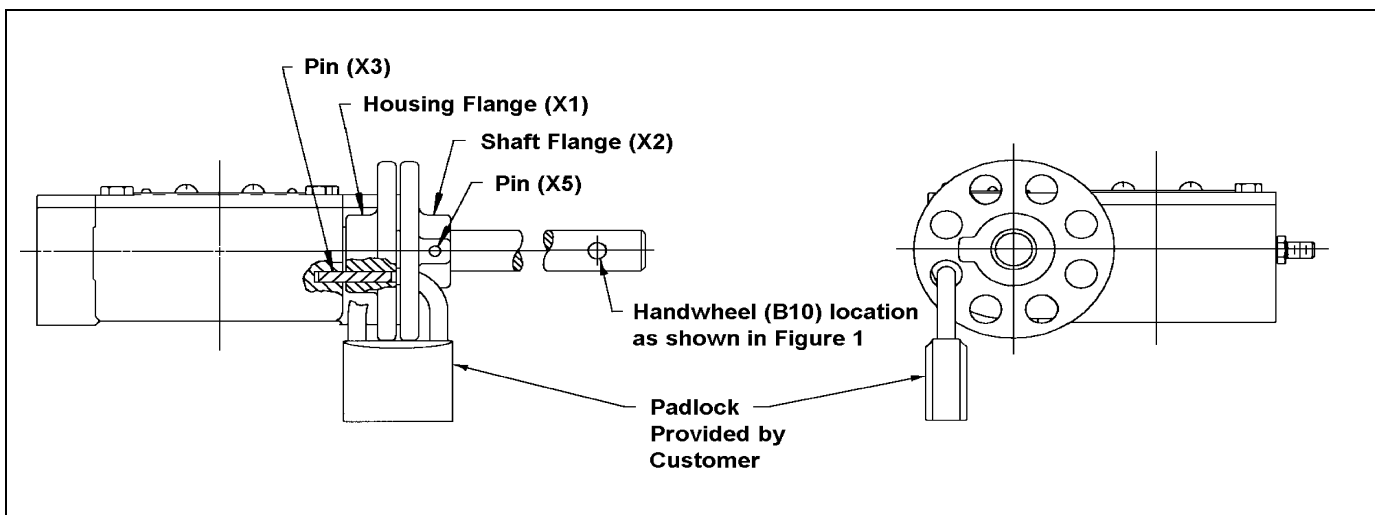 Pin (X3)
Housing Flange (X1)
Shaft Flange (X2)
Pin (X5)
Handwheel (B10) location
as shown in Figure 1
Padlock
Provided by
Customer